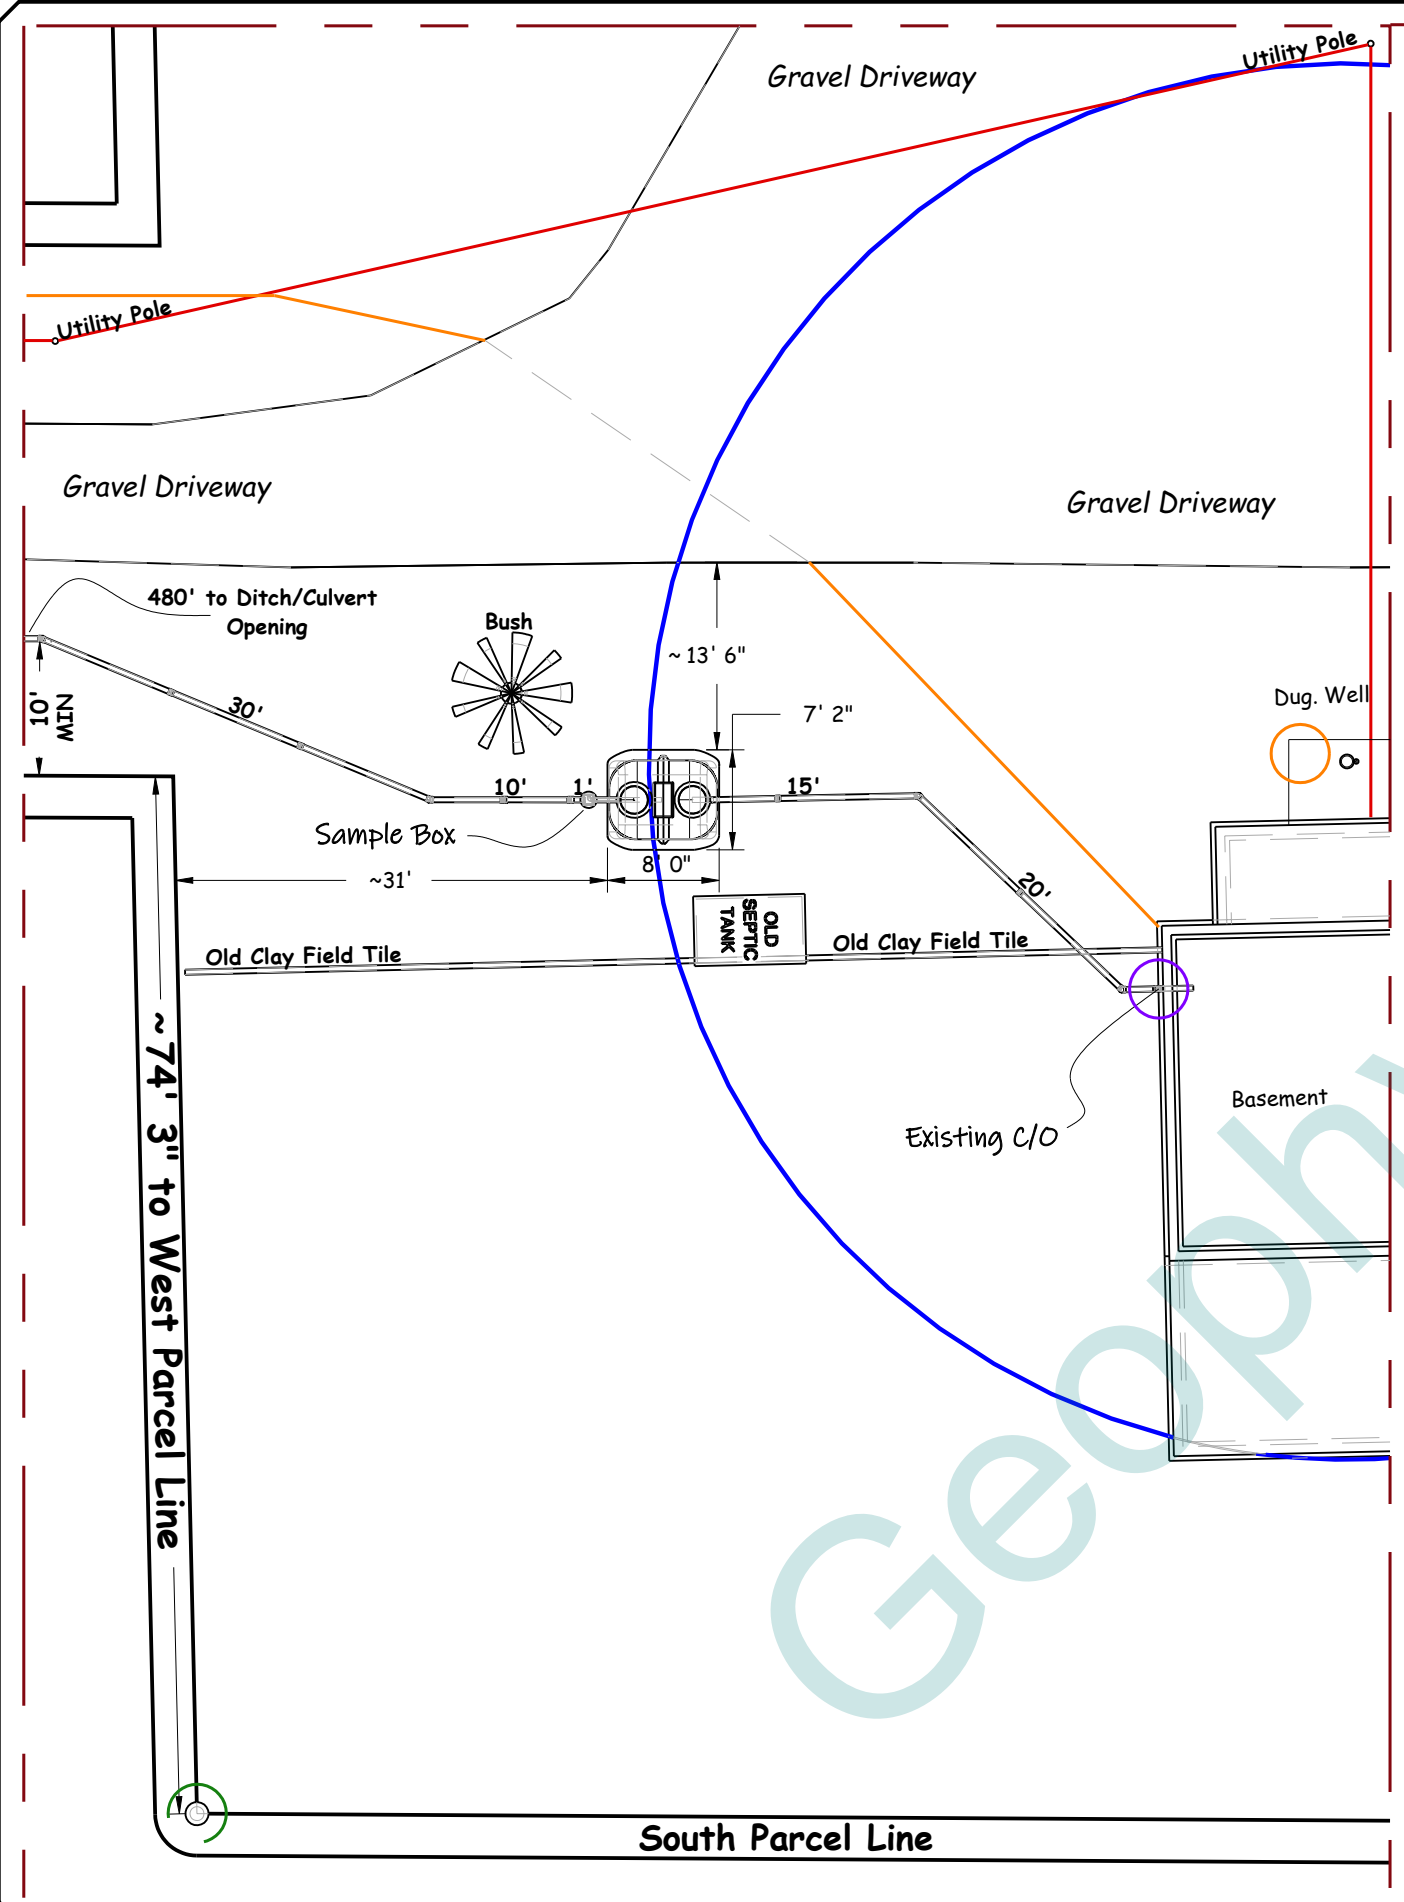 Gravel Driveway
Utility Pole
Utility Pole
Gravel Driveway
Gravel Driveway
480' to Ditch/Culvert
Opening
Bush
~ 13' 6"
10'
MIN
30'
7' 2"
Dug. Well
10'
1'
15'
Sample Box
8' 0"
~31'
20'
OLD
SEPTIC
TANK
Old Clay Field Tile
Old Clay Field Tile
~ 74' 3" to West Parcel Line
Basement
Existing C/O
South Parcel Line